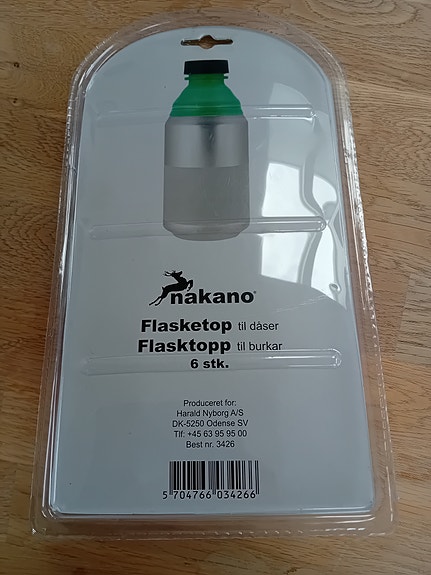 nakano®
Flasketop til dåser
Flasktopp til burkar
6 stk.
Produceret for:
Harald Nyborg A/S
DK-5250 Odense SV
Tlf: +45 63 95 95 00
Best nr. 3426
5 704766 034266